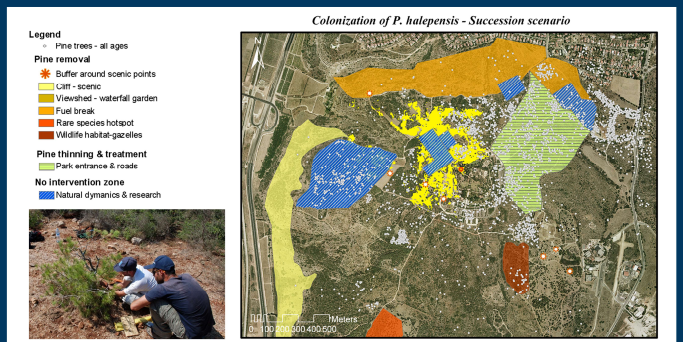 Colonization of P. halepensis - Succession scenario
Legend
Pine trees - all ages
Pine removal
Buffer around scenic points
Cliff - scenic
Viewshed - waterfall garden
Fuel break
Rare species hotspot
Wildlife habitat-gazelles
Pine thinning & treatment
Park entrance & roads
No intervention zone
Natural dymanics & research
N
Meters
0 100 200 300 400 500